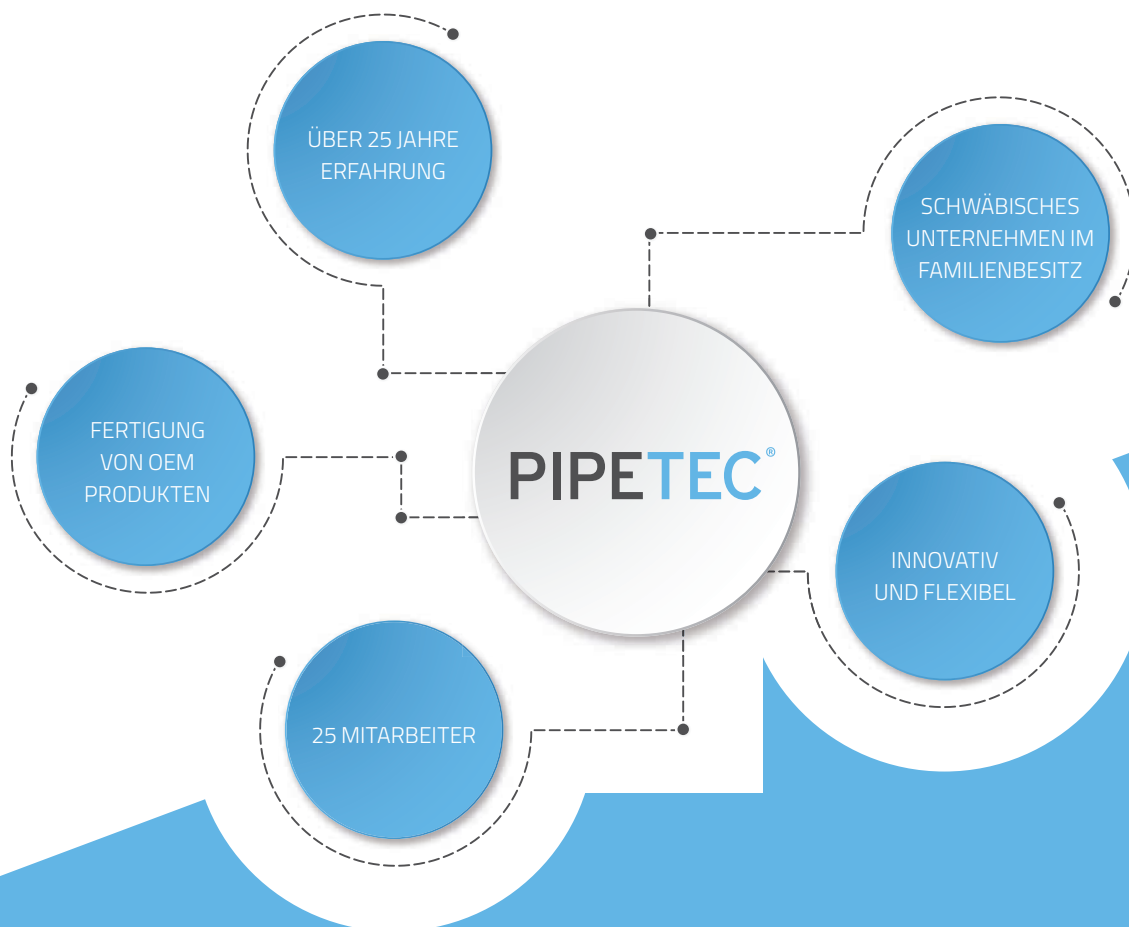 ÜBER 25 JAHRE
ERFAHRUNG
SCHWÄBISCHES
UNTERNEHMEN IM
FAMILIENBESITZ
FERTIGUNG
VON OEM
PRODUKTEN
PIPETEC®
INNOVATIV
UND FLEXIBEL
25 MITARBEITER